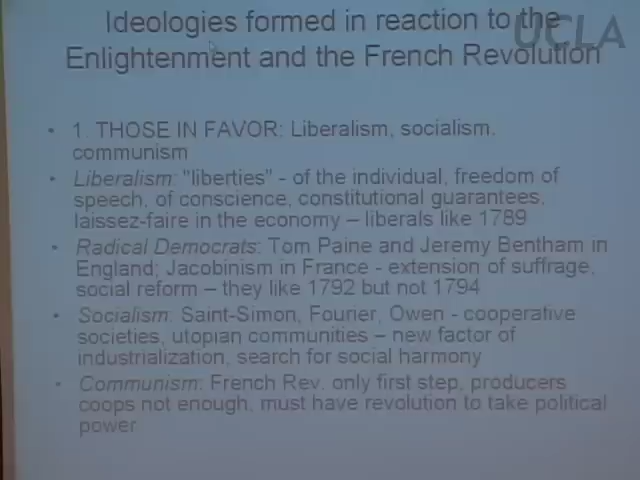 Ideologies formed in reaction to the
Enlightenment and the French Revolution
UCLA
• 1. THOSE IN FAVOR: Liberalism, socialism,
communism
• Liberalism: "liberties" - of the individual, freedom of
speech, of conscience, constitutional guarantees,
laissez-faire in the economy – liberals like 1789
• Radical Democrats: Tom Paine and Jeremy Bentham in
England; Jacobinism in France - extension of suffrage,
social reform – they like 1792 but not 1794
• Socialism: Saint-Simon, Fourier, Owen - cooperative
societies, utopian communities – new factor of
industrialization, search for social harmony
• Communism: French Rev. only first step, producers
coops not enough, must have revolution to take political
power